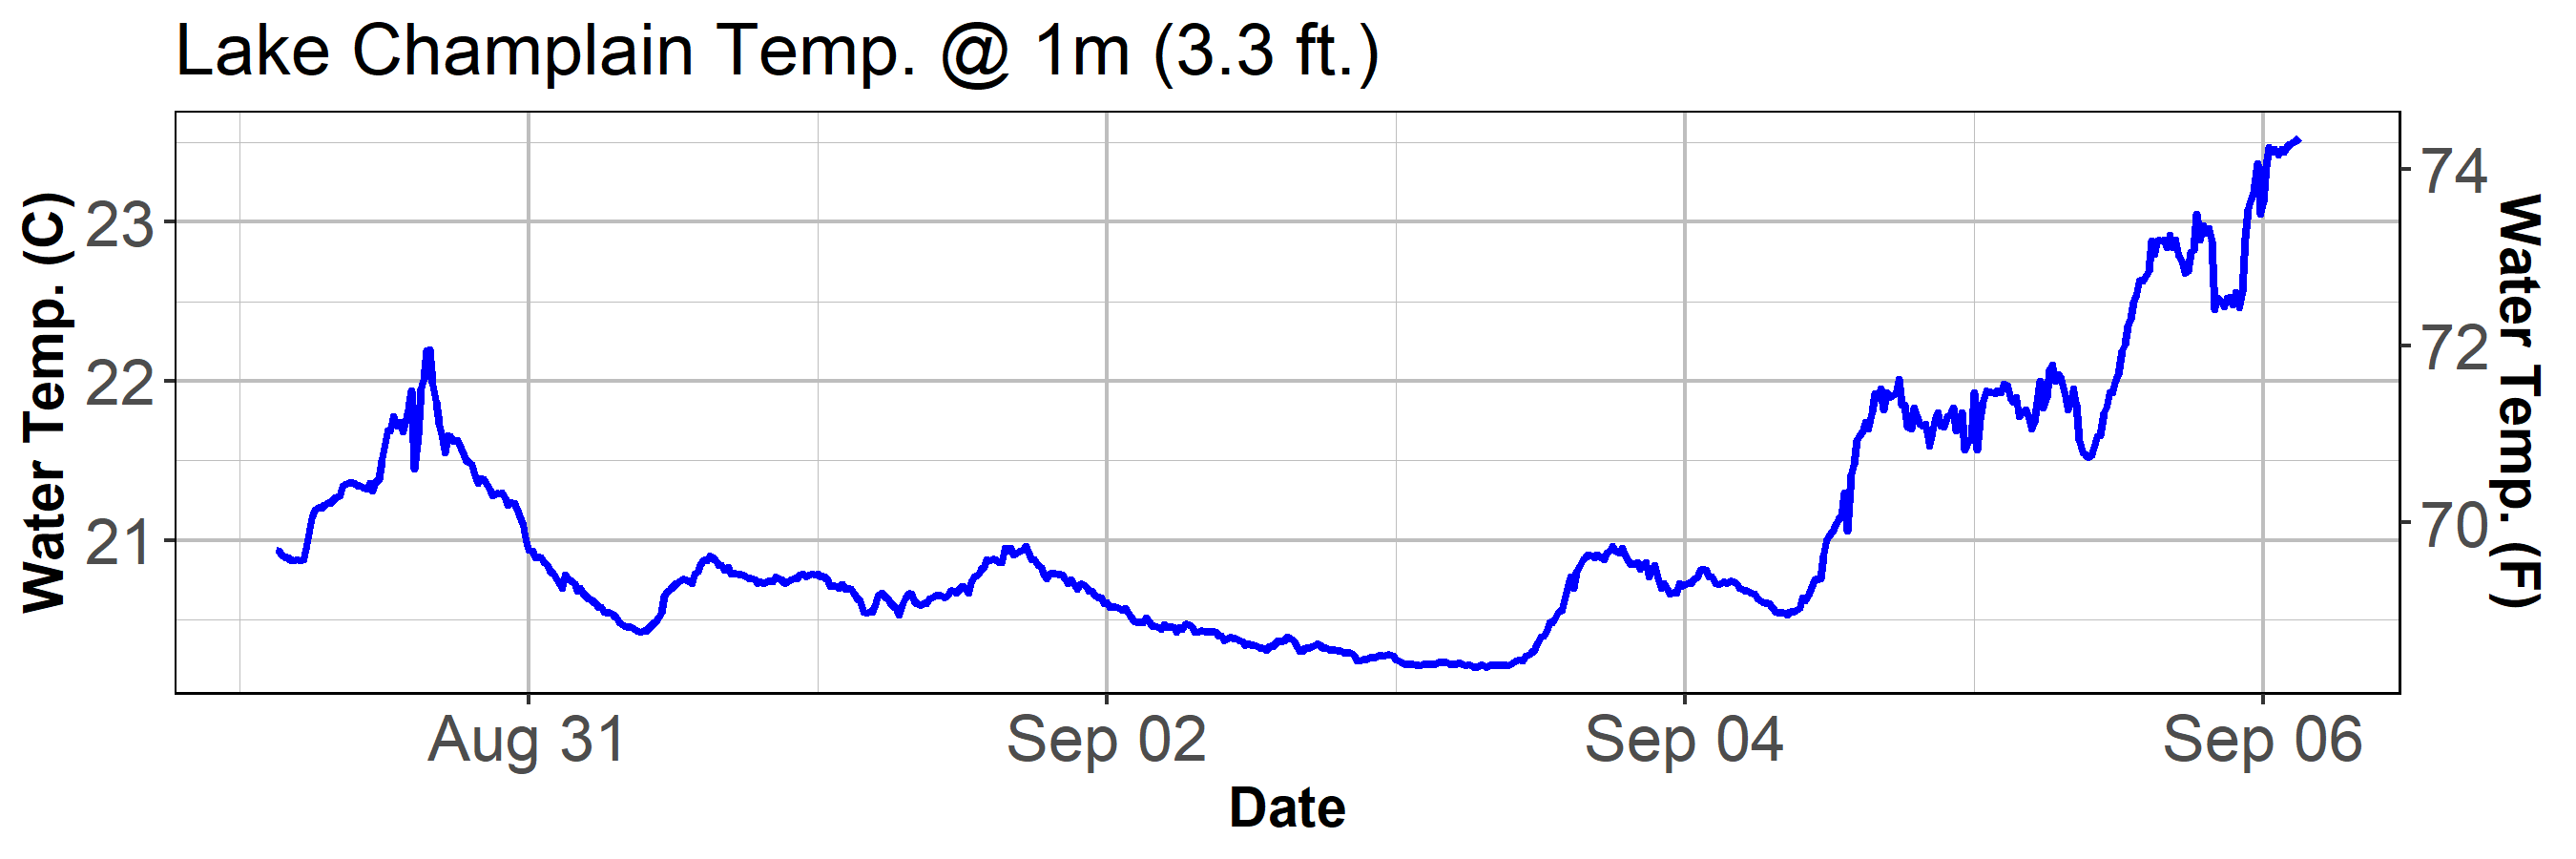 Lake Champlain Temp. @ 1m (3.3 ft.)
Water Temp. (C)
23
22
21
74
72
70
Water Temp. (F)
Aug 31
Sep 02
Sep 04
Sep 06
Date